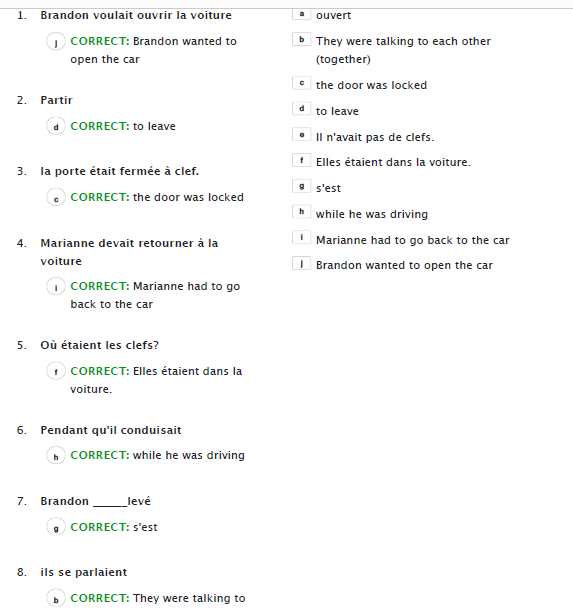 1. Brandon voulait ouvrir la voiture
j CORRECT: Brandon wanted to
open the car
2. Partir
d CORRECT: to leave
3. la porte était fermée à clef.
c CORRECT: the door was locked
4. Marianne devait retourner à la
voiture
i CORRECT: Marianne had to go
back to the car
5. Où étaient les clefs?
f CORRECT: Elles étaient dans la
voiture.
6. Pendant qu'il conduisait
h CORRECT: while he was driving
7. Brandon ______levé
g CORRECT: s'est
8. ils se parlaient
b CORRECT: They were talking to
a ouvert
b They were talking to each other
(together)
c the door was locked
d to leave
e Il n'avait pas de clefs.
f Elles étaient dans la voiture.
g s'est
h while he was driving
i Marianne had to go back to the car
j Brandon wanted to open the car